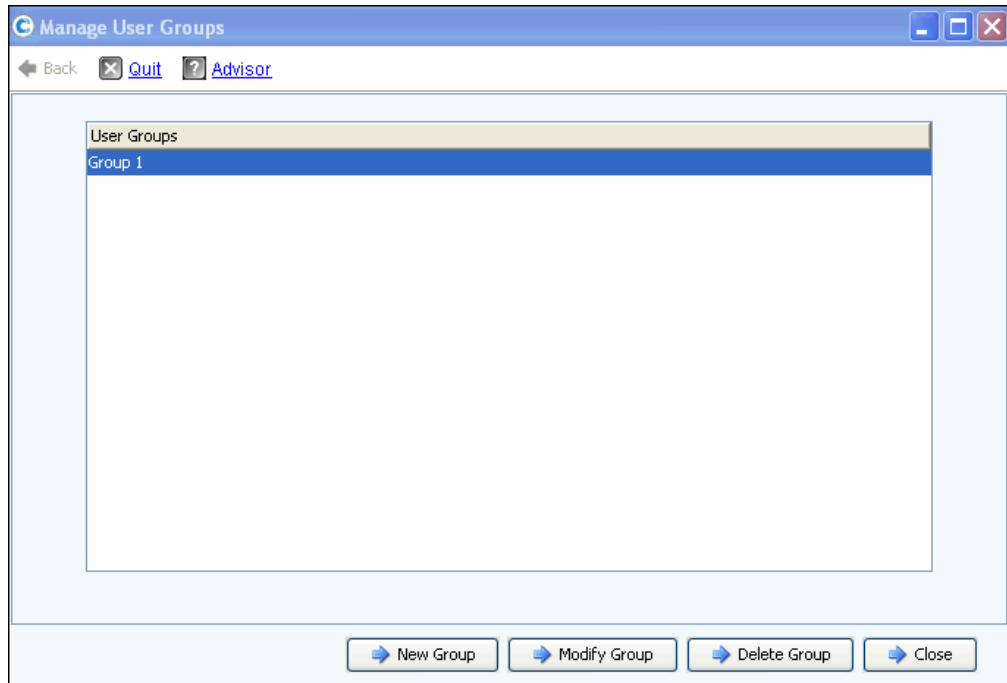 Manage User Groups
Back Quit ? Advisor
User Groups
Group 1
New Group Modify Group Delete Group Close